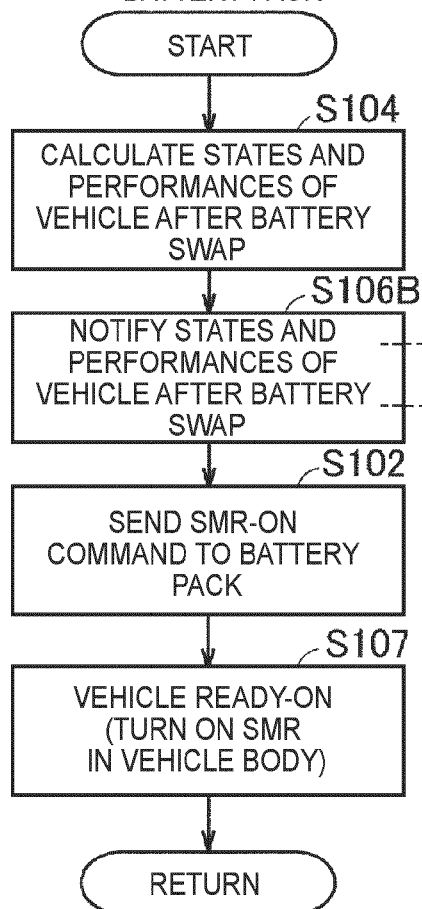 START
S104
CALCULATE STATES AND
PERFORMANCES OF
VEHICLE AFTER BATTERY
SWAP
S106B
NOTIFY STATES AND
PERFORMANCES OF
VEHICLE AFTER BATTERY
SWAP
S102
SEND SMR-ON
COMMAND TO BATTERY
PACK
S107
VEHICLE READY-ON
(TURN ON SMR
IN VEHICLE BODY)
RETURN